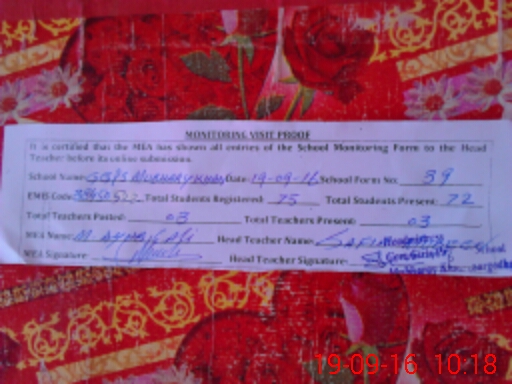 MONITORING VISIT PROOF
It is certified that the MEA has shown all entries of the School Monitoring Form to the Head
Teacher before its online submission.
School Name: GBPS Date: 19-09-16 School Form No: 39
EMIS Code: Total Students Registered: 75 Total Students Present: 72
Total Teachers Posted: 03 Total Teachers Present: 03
MEA Name: M. Head Teacher Name:
MEA Signature: Head Teacher Signature:
School
19-09-16 10:18